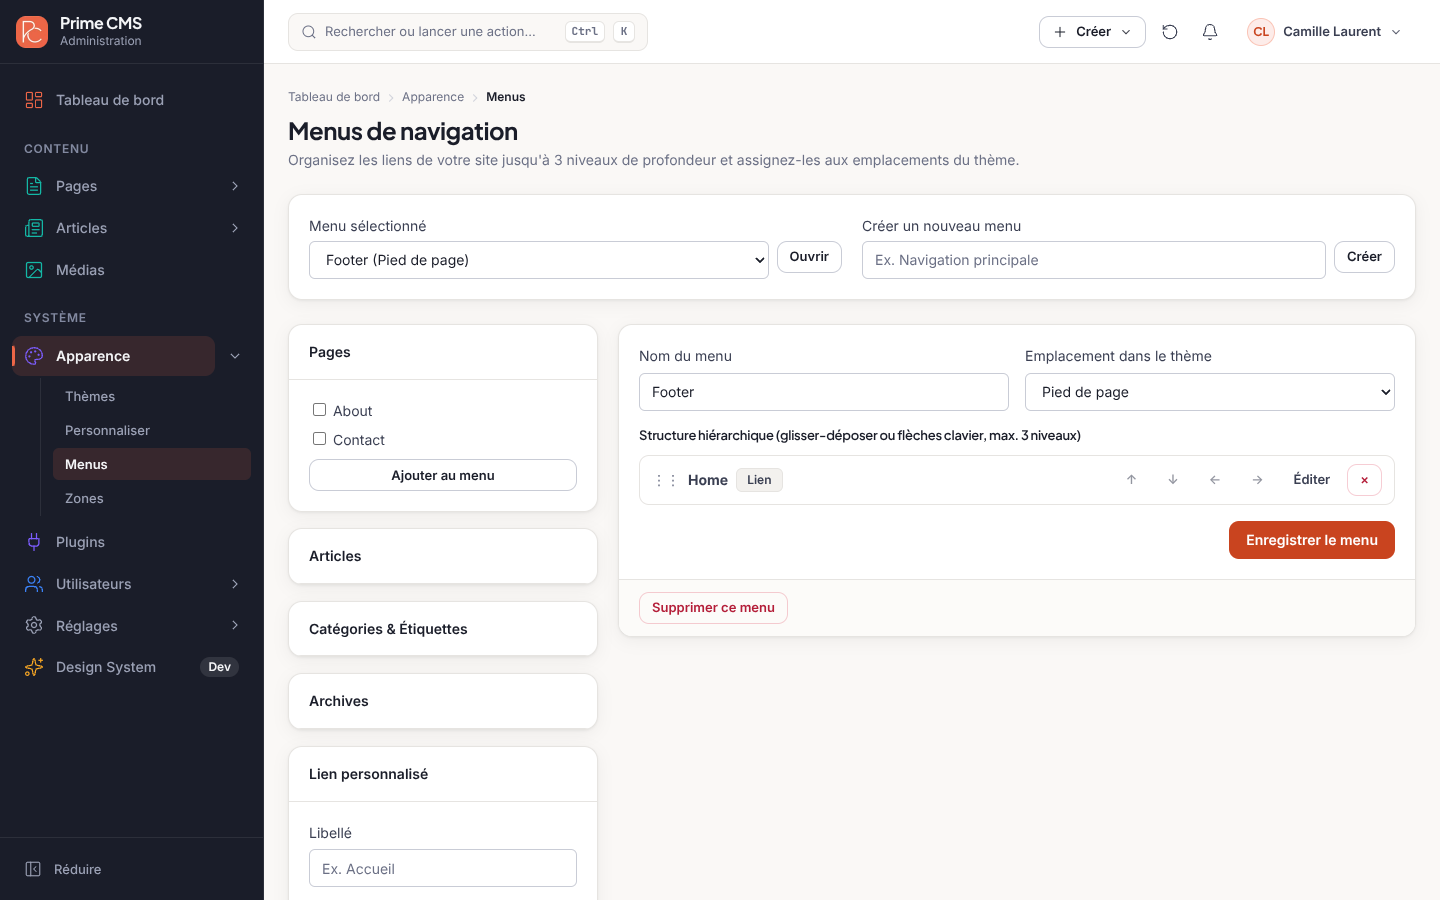 Prime CMS
Administration
Tableau de bord
CONTENU
Pages
Articles
Médias
SYSTÈME
Apparence
Thèmes
Personnaliser
Menus
Zones
Plugins
Utilisateurs
Réglages
Design System Dev
Réduire
Rechercher ou lancer une action... Ctrl K
Créer
CL Camille Laurent
Tableau de bord Apparence Menus
Menus de navigation
Organisez les liens de votre site jusqu'à 3 niveaux de profondeur et assignez-les aux emplacements du thème.
Menu sélectionné
Footer (Pied de page) Ouvrir
Créer un nouveau menu
Ex. Navigation principale Créer
Pages
About
Contact
Ajouter au menu
Articles
Catégories & Étiquettes
Archives
Lien personnalisé
Libellé
Ex. Accueil
Nom du menu
Footer
Emplacement dans le thème
Pied de page
Structure hiérarchique (glisser-déposer ou flèches clavier, max. 3 niveaux)
Home Lien ↑ ↓ ← → Éditer ×
Enregistrer le menu
Supprimer ce menu